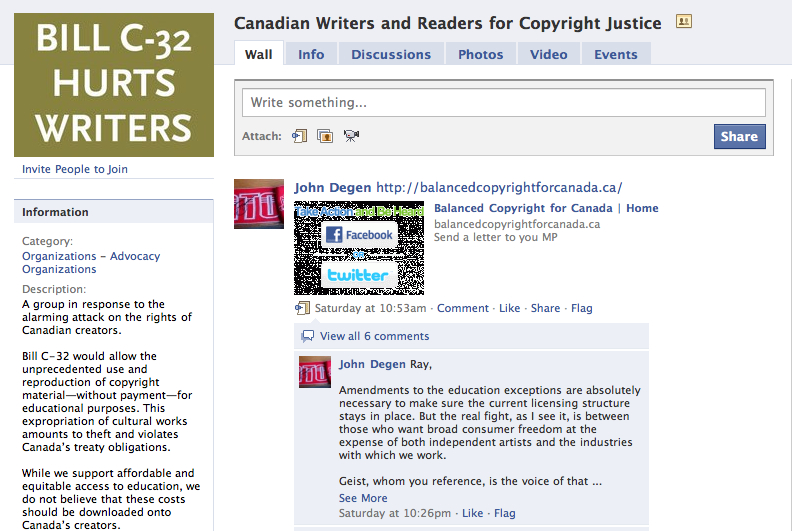 BILL C-32
HURTS
WRITERS
Invite People to Join
Information
Category:
Organizations – Advocacy
Organizations
Description:
A group in response to the
alarming attack on the rights of
Canadian creators.
Bill C-32 would allow the
unprecedented use and
reproduction of copyright
material—without payment—for
educational purposes. This
expropriation of cultural works
amounts to theft and violates
Canada's treaty obligations.
While we support affordable and
equitable access to education, we
do not believe that these costs
should be downloaded onto
Canada's creators.
Canadian Writers and Readers for Copyright Justice
Wall Info Discussions Photos Video Events
Write something...
Attach:
Share
John Degen http://balancedcopyrightforcanada.ca/
Take Action and Be Heard
Facebook
on
twitter
Balanced Copyright for Canada | Home
balancedcopyrightforcanada.ca
Send a letter to you MP
Saturday at 10:53am · Comment · Like · Share · Flag
View all 6 comments
John Degen Ray,
Amendments to the education exceptions are absolutely
necessary to make sure the current licensing structure
stays in place. But the real fight, as I see it, is between
those who want broad consumer freedom at the
expense of both independent artists and the industries
with which we work.
Geist, whom you reference, is the voice of that ...
See More
Saturday at 10:26pm · Like · Flag